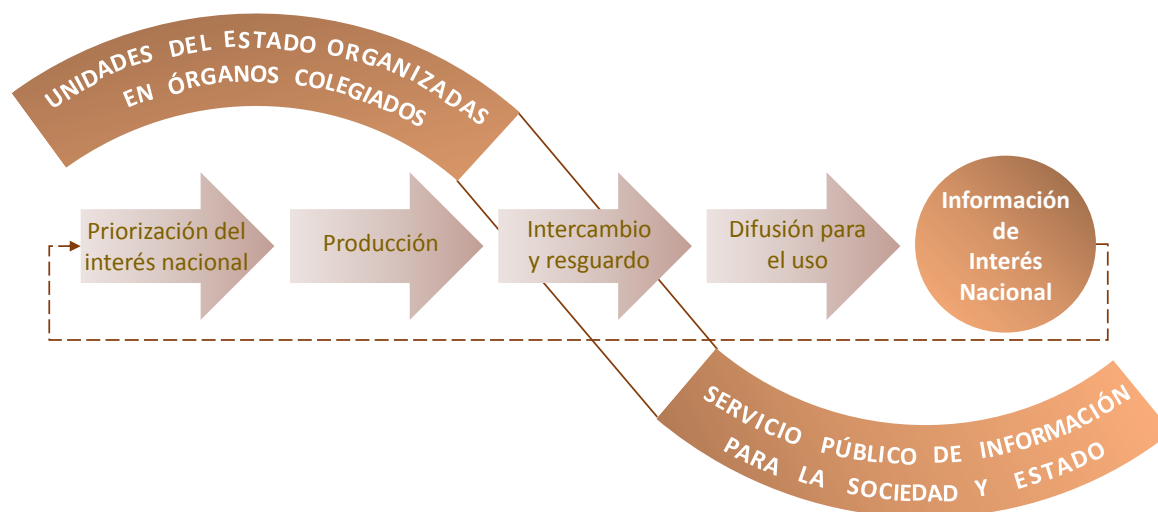 UNIDADES DEL ESTADO ORGANIZADAS
EN ÓRGANOS COLEGIADOS
Priorización del
interés nacional
Producción
Intercambio
y resguardo
Difusión para
el uso
Información
de
Interés
Nacional
SERVICIO PÚBLICO DE INFORMACIÓN
PARA LA SOCIEDAD Y ESTADO